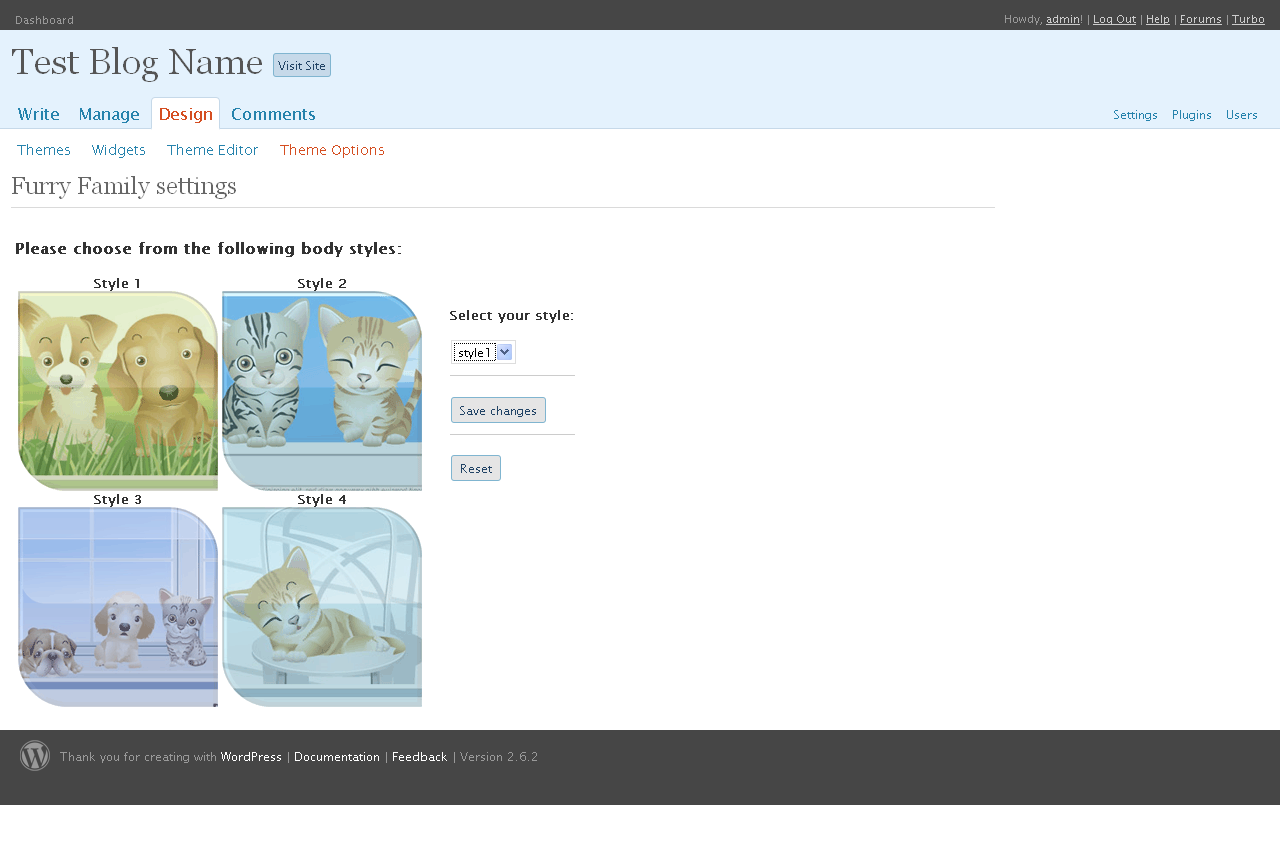 Dashboard Howdy, admin! | Log Out | Help | Forums | Turbo
Test Blog Name Visit Site
Write Manage Design Comments Settings Plugins Users
Themes Widgets Theme Editor Theme Options
Furry Family settings
Please choose from the following body styles:
Style 1 Style 2
Select your style:
style1
Save changes
Reset
Style 3 Style 4
Thank you for creating with WordPress | Documentation | Feedback | Version 2.6.2